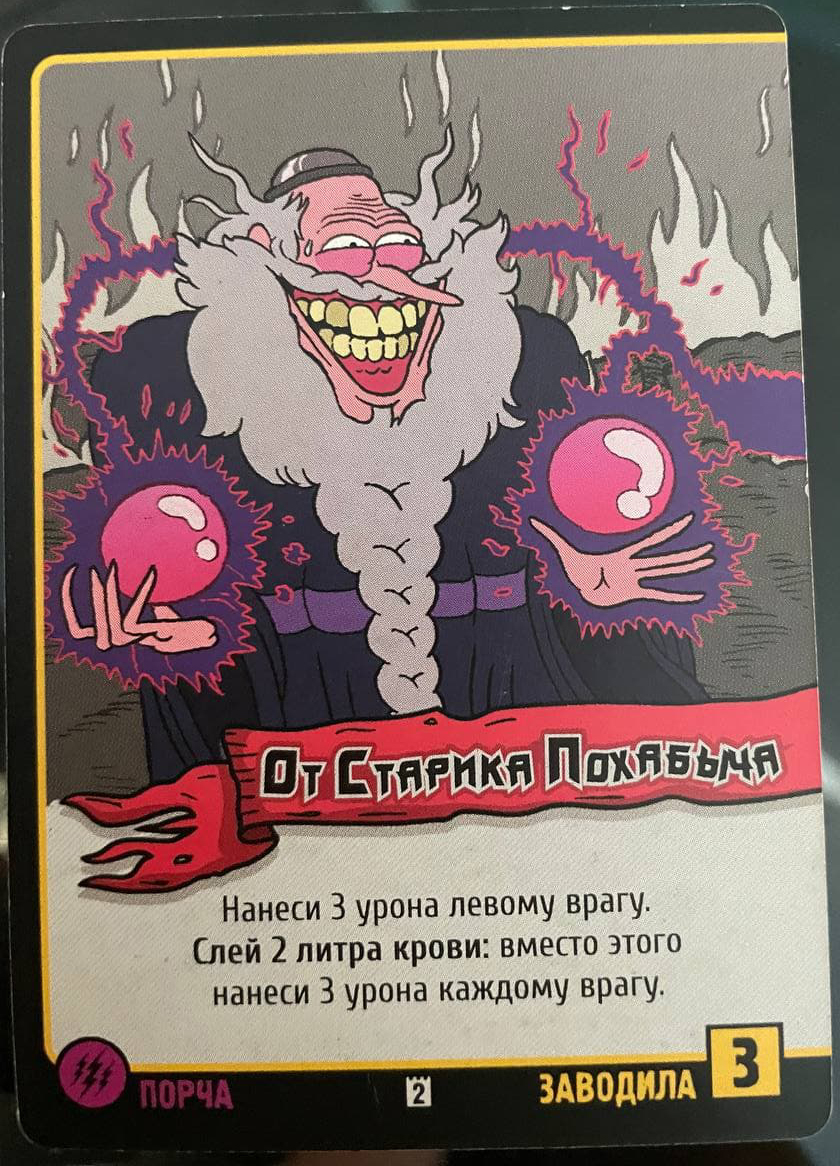 От Старика Похабыча
Нанеси 3 урона левому врагу.
Слей 2 литра крови: вместо этого
нанеси 3 урона каждому врагу.
ПОРЧА
2
ЗАВОДИЛА
3